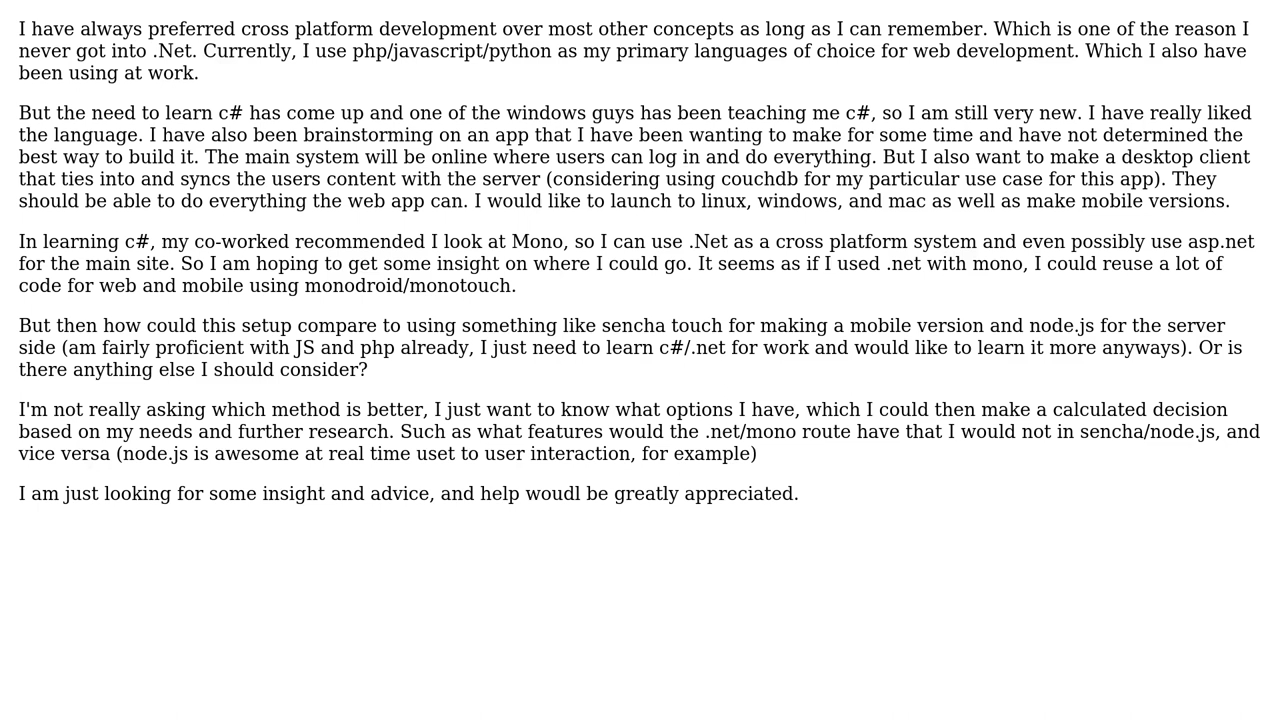 I have always preferred cross platform development over most other concepts as long as I can remember. Which is one of the reason I
never got into .Net. Currently, I use php/javascript/python as my primary languages of choice for web development. Which I also have
been using at work.
But the need to learn c# has come up and one of the windows guys has been teaching me c#, so I am still very new. I have really liked
the language. I have also been brainstorming on an app that I have been wanting to make for some time and have not determined the
best way to build it. The main system will be online where users can log in and do everything. But I also want to make a desktop client
that ties into and syncs the users content with the server (considering using couchdb for my particular use case for this app). They
should be able to do everything the web app can. I would like to launch to linux, windows, and mac as well as make mobile versions.
In learning c#, my co-worked recommended I look at Mono, so I can use .Net as a cross platform system and even possibly use asp.net
for the main site. So I am hoping to get some insight on where I could go. It seems as if I used .net with mono, I could reuse a lot of
code for web and mobile using monodroid/monotouch.
But then how could this setup compare to using something like sencha touch for making a mobile version and node.js for the server
side (am fairly proficient with JS and php already, I just need to learn c#/.net for work and would like to learn it more anyways). Or is
there anything else I should consider?
I'm not really asking which method is better, I just want to know what options I have, which I could then make a calculated decision
based on my needs and further research. Such as what features would the .net/mono route have that I would not in sencha/node.js, and
vice versa (node.js is awesome at real time uset to user interaction, for example)
I am just looking for some insight and advice, and help woudl be greatly appreciated.